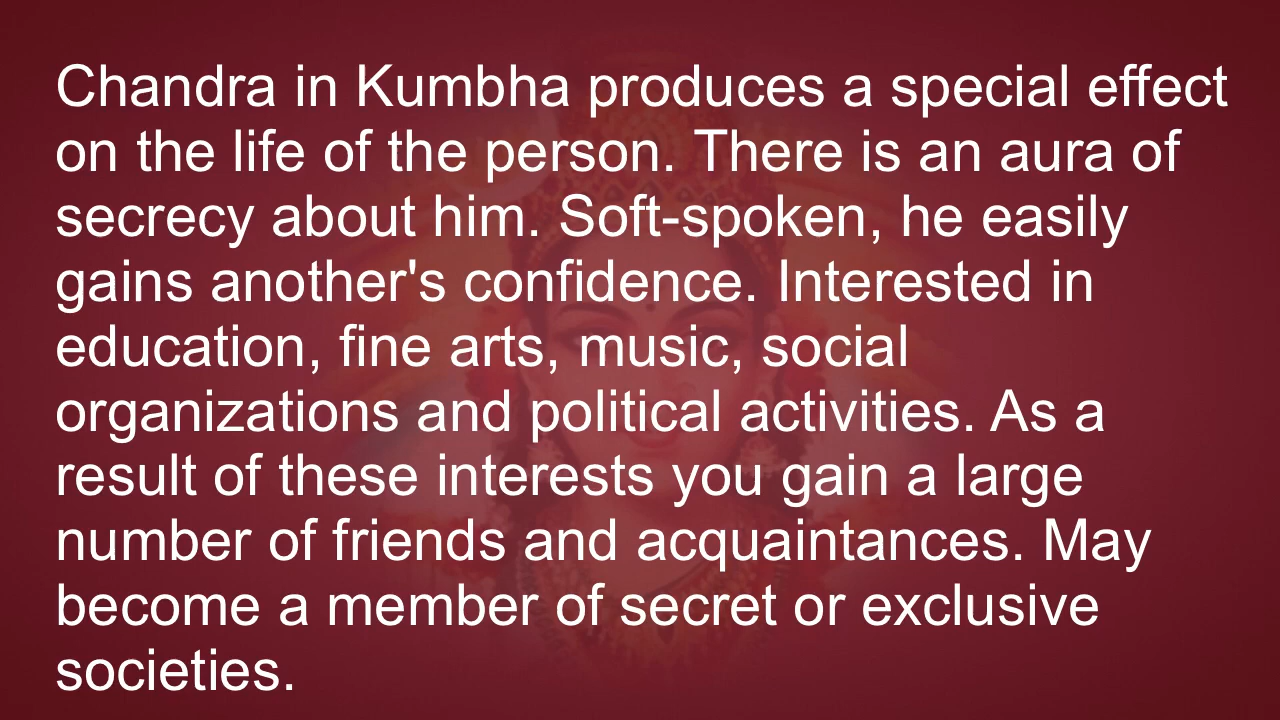 Chandra in Kumbha produces a special effect
on the life of the person. There is an aura of
secrecy about him. Soft-spoken, he easily
gains another's confidence. Interested in
education, fine arts, music, social
organizations and political activities. As a
result of these interests you gain a large
number of friends and acquaintances. May
become a member of secret or exclusive
societies.